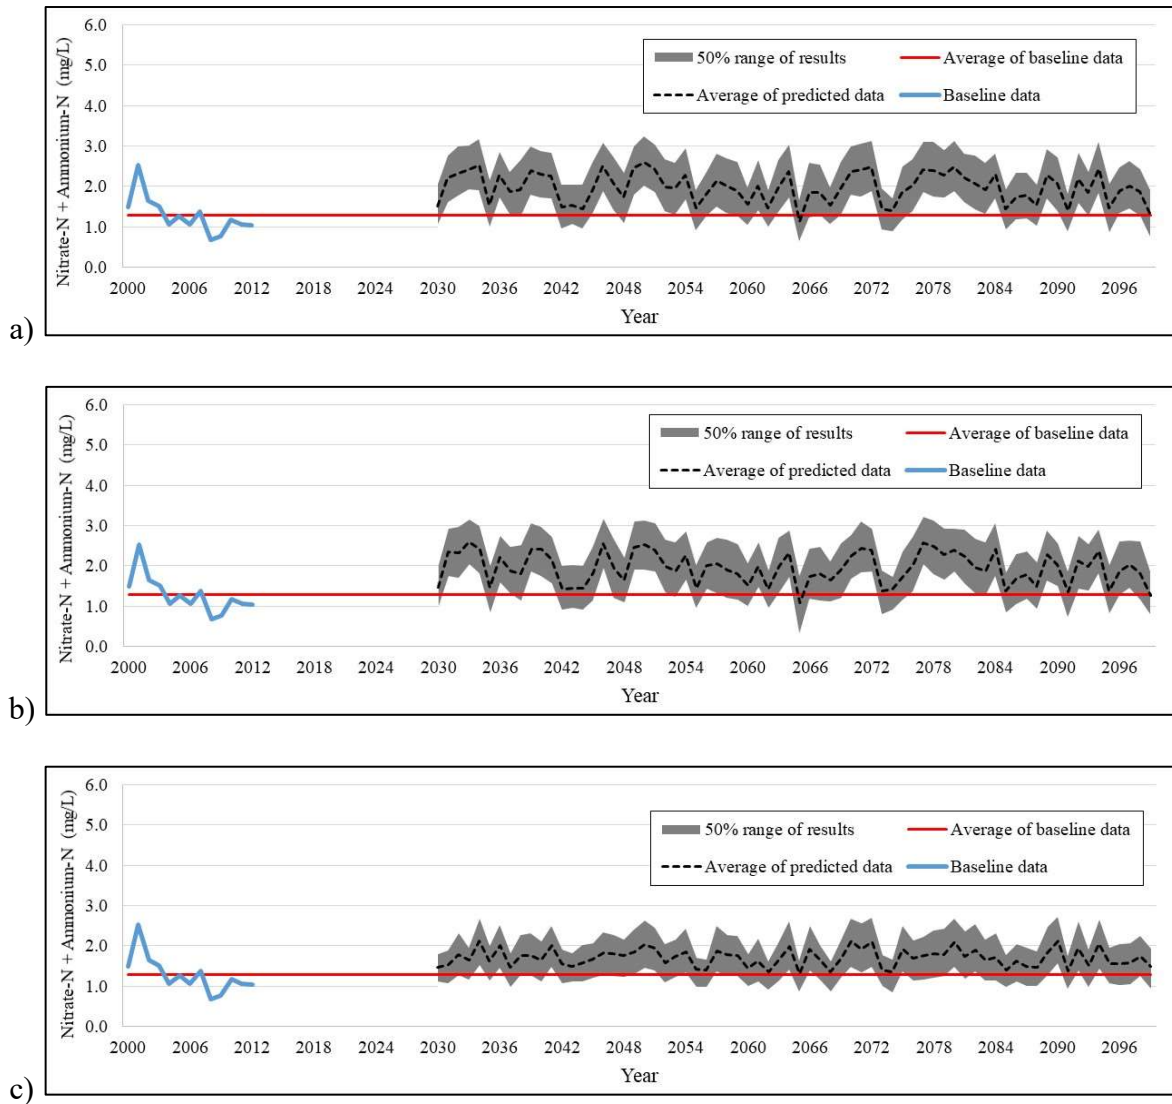 6.0
50% range of results
Average of baseline data
5.0
4.0
Average of predicted data
Baseline data
3.0
2.0
1.0
0.0
Nitrate-N + Ammonium-N (mg/L)
2000 2006 2012 2018 2024 2030 2036 2042 2048 2054 2060 2066 2072 2078 2084 2090 2096
Year
a)
6.0
50% range of results
Average of baseline data
5.0
Average of predicted data
Baseline data
4.0
3.0
2.0
1.0
0.0
Nitrate-N + Ammonium-N (mg/L)
2000 2006 2012 2018 2024 2030 2036 2042 2048 2054 2060 2066 2072 2078 2084 2090 2096
Year
b)
6.0
5.0
50% range of results
Average of baseline data
4.0
Average of predicted data
Baseline data
3.0
2.0
1.0
0.0
Nitrate-N + Ammonium-N (mg/L)
2000 2006 2012 2018 2024 2030 2036 2042 2048 2054 2060 2066 2072 2078 2084 2090 2096
Year
c)